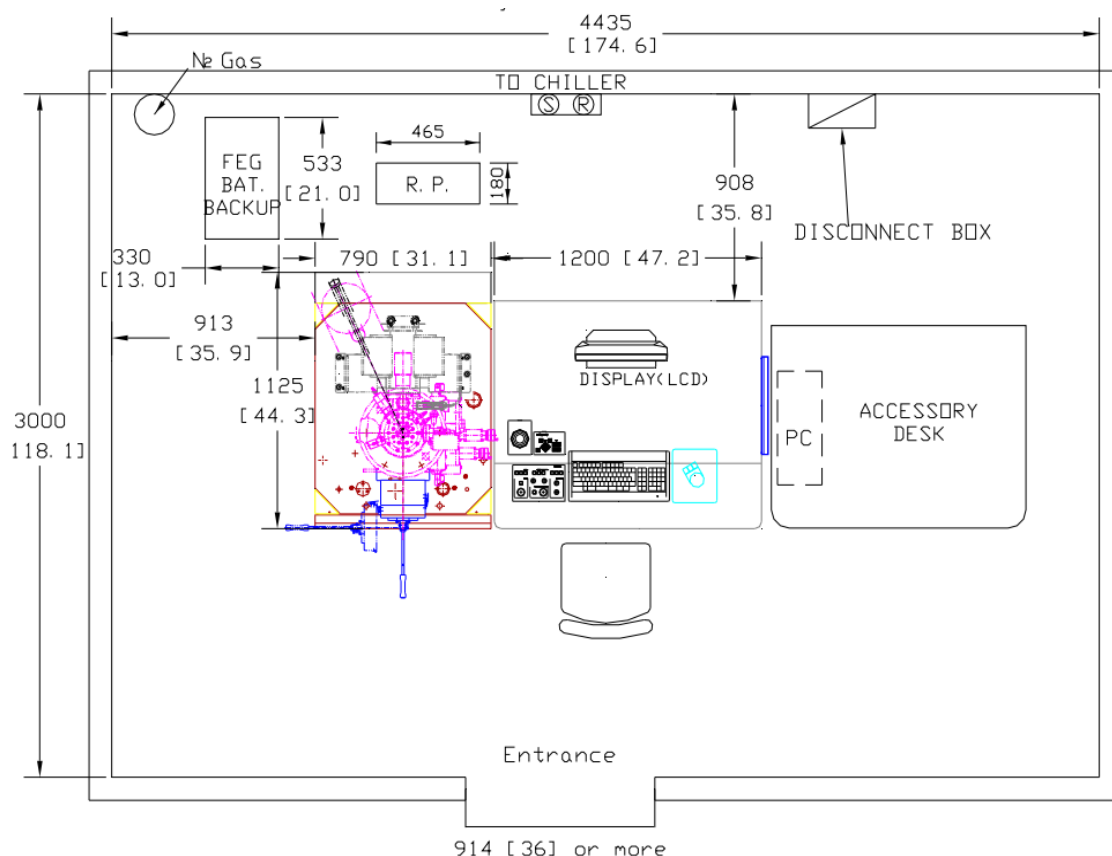 4435
[174.6]
N2 Gas
TO CHILLER
S R
465
FEG
BAT.
BACKUP
533
[21.0]
R. P.
180
908
[35.8]
DISCONNECT BOX
330
[13.0]
790 [31.1]
1200 [47.2]
913
[35.9]
DISPLAY(LCD)
1125
[44.3]
3000
118.1]
PC
ACCESSORY
DESK
Entrance
914 [36] or more